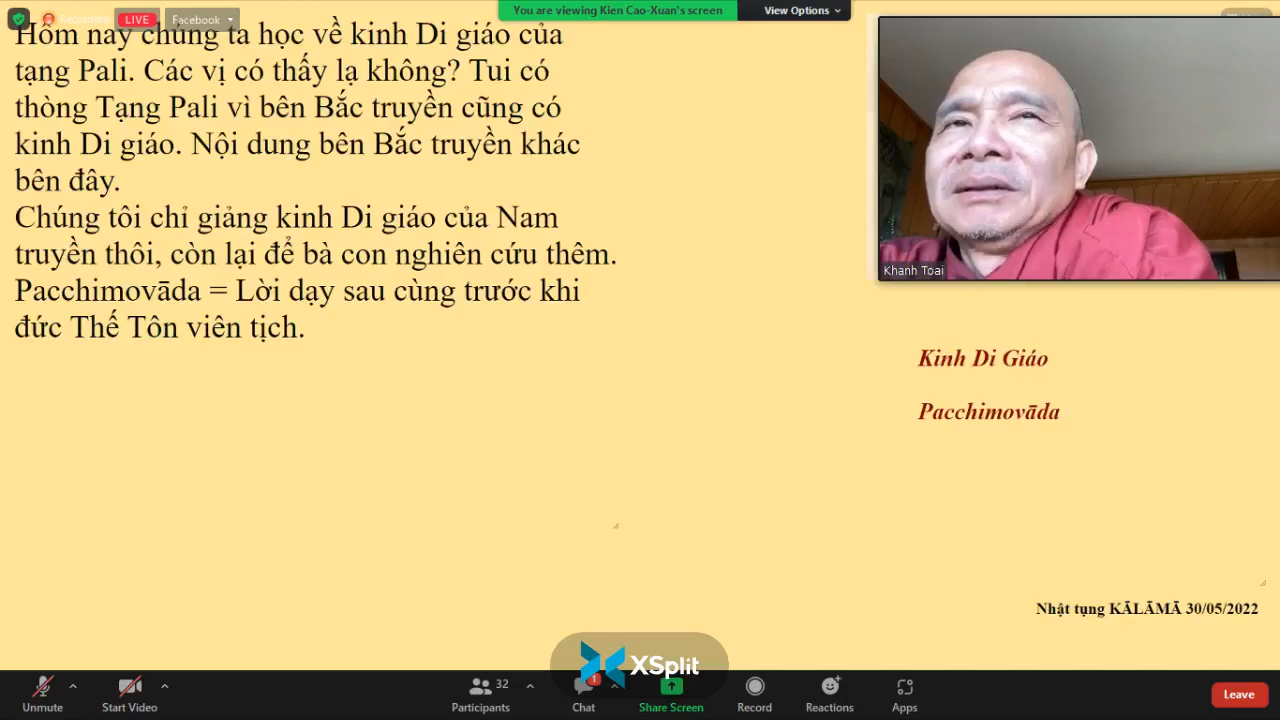 Recording
LIVE
Facebook
You are viewing Kien Cao-Xuan's screen
View Options
Hôm nay chúng ta học về kinh Di giáo của
tạng Pali. Các vị có thấy lạ không? Tui có
thòng Tạng Pali vì bên Bắc truyền cũng có
kinh Di giáo. Nội dung bên Bắc truyền khác
bên đây.
Chúng tôi chỉ giảng kinh Di giáo của Nam
truyền thôi, còn lại để bà con nghiên cứu thêm.
Pacchimovāda = Lời dạy sau cùng trước khi
đức Thế Tôn viên tịch.
Khanh Toai
Kinh Di Giáo
Pacchimovāda
Nhật tụng KĀLĀMĀ 30/05/2022
XSplit
Unmute
Start Video
32
Participants
1
Chat
Share Screen
Record
Reactions
Apps
Leave